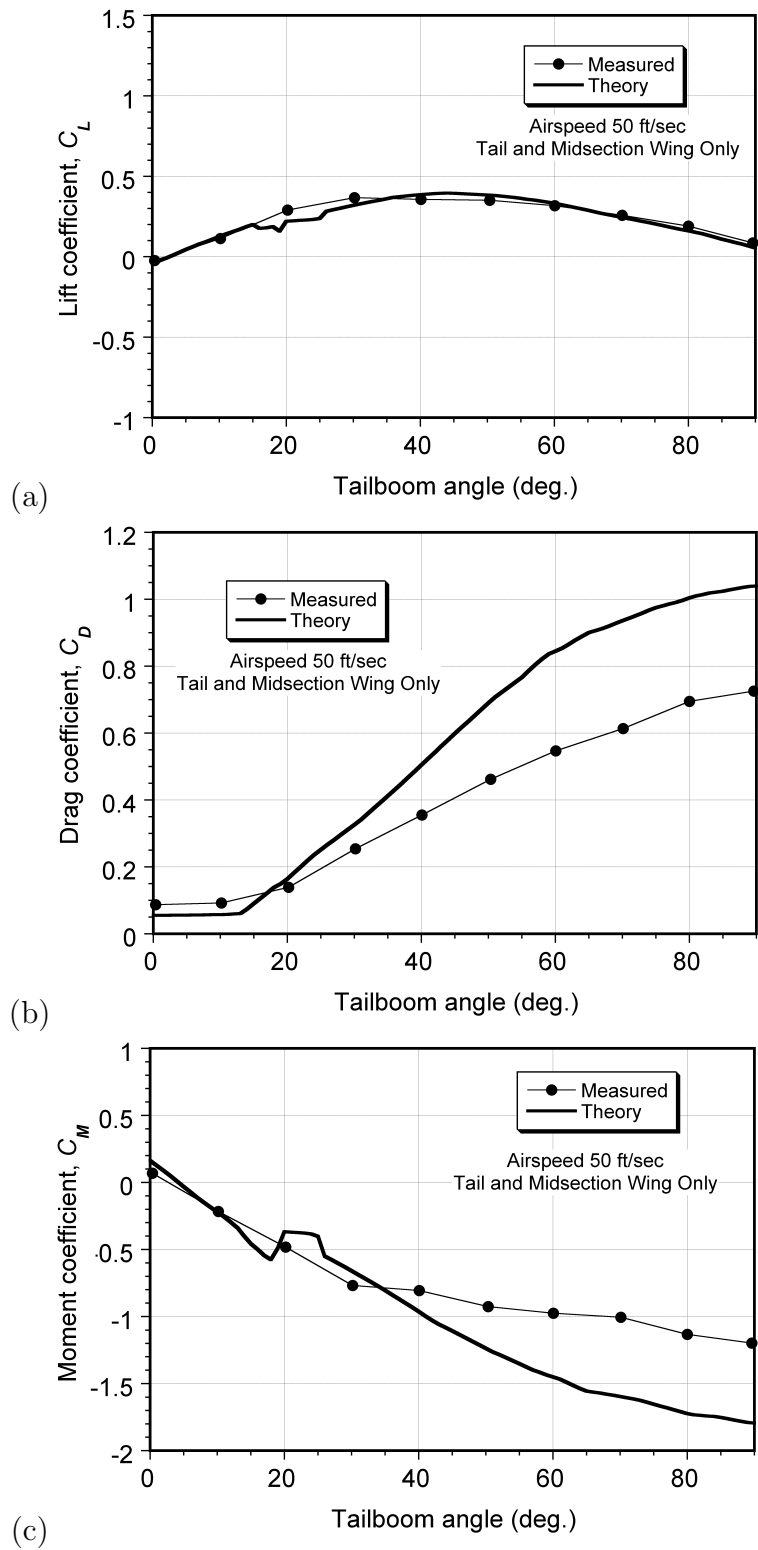 1.5
1
0.5
0
-0.5
-1
Lift coefficient, C_L
Measured
Theory
Airspeed 50 ft/sec
Tail and Midsection Wing Only
0 20 40 60 80
Tailboom angle (deg.)
(a)
1.2
1
0.8
0.6
0.4
0.2
0
Drag coefficient, C_D
Measured
Theory
Airspeed 50 ft/sec
Tail and Midsection Wing Only
0 20 40 60 80
Tailboom angle (deg.)
(b)
1
0.5
0
-0.5
-1
-1.5
-2
Moment coefficient, C_M
Measured
Theory
Airspeed 50 ft/sec
Tail and Midsection Wing Only
0 20 40 60 80
Tailboom angle (deg.)
(c)